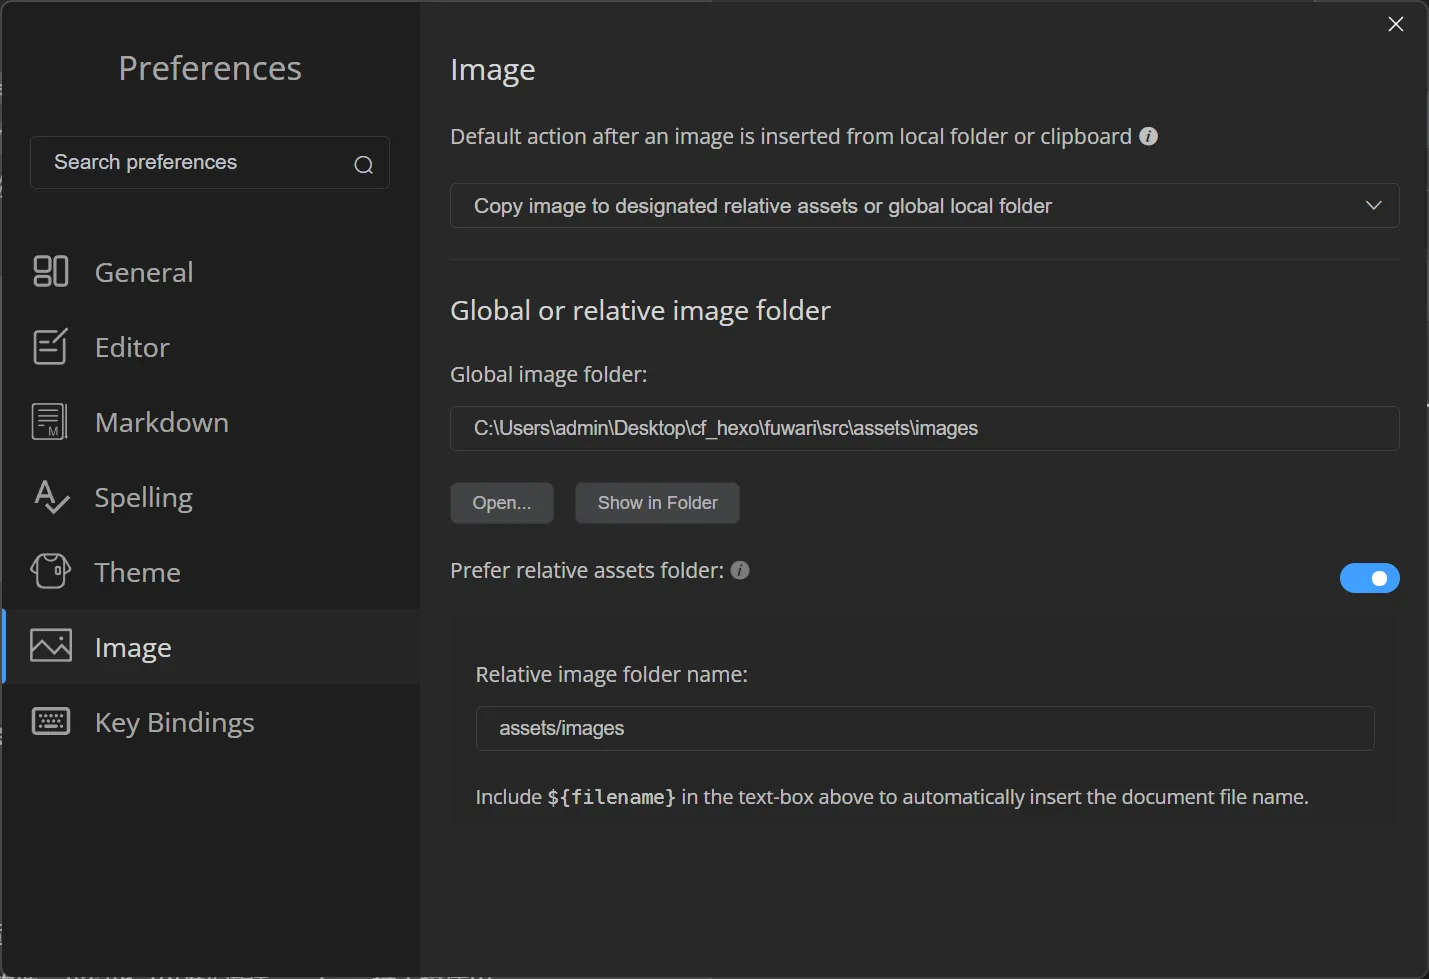 Preferences
Search preferences
General
Editor
Markdown
Spelling
Theme
Image
Key Bindings
Image
Default action after an image is inserted from local folder or clipboard
Copy image to designated relative assets or global local folder
Global or relative image folder
Global image folder:
C:\Users\admin\Desktop\cf_hexo\fuwari\src\assets\images
Open...
Show in Folder
Prefer relative assets folder:
Relative image folder name:
assets/images
Include ${filename} in the text-box above to automatically insert the document file name.